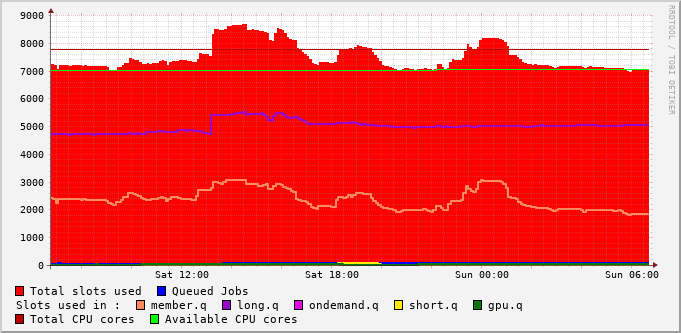 9000
8000
7000
6000
5000
4000
3000
2000
1000
0
Sat 12:00 Sat 18:00 Sun 00:00 Sun 06:00
RRDTOOL / TOBI OETIKER
Total slots used Queued Jobs
Slots used in : member.q long.q ondemand.q short.q gpu.q
Total CPU cores Available CPU cores